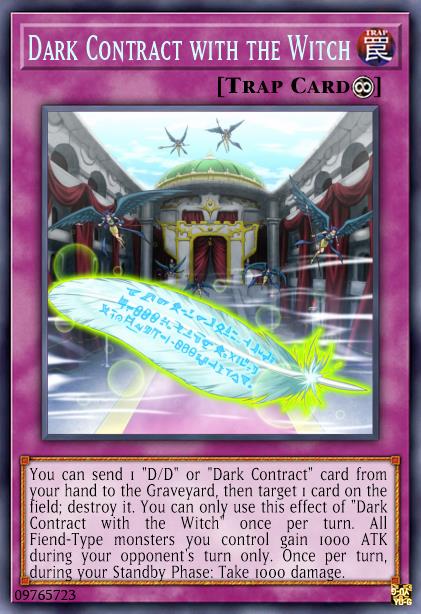 Dark Contract with the Witch
TRAP
罠
[Trap Card]
You can send 1 "D/D" or "Dark Contract" card from
your hand to the Graveyard, then target 1 card on the
field; destroy it. You can only use this effect of "Dark
Contract with the Witch" once per turn. All
Fiend-Type monsters you control gain 1000 ATK
during your opponent's turn only. Once per turn,
during your Standby Phase: Take 1000 damage.
09765723